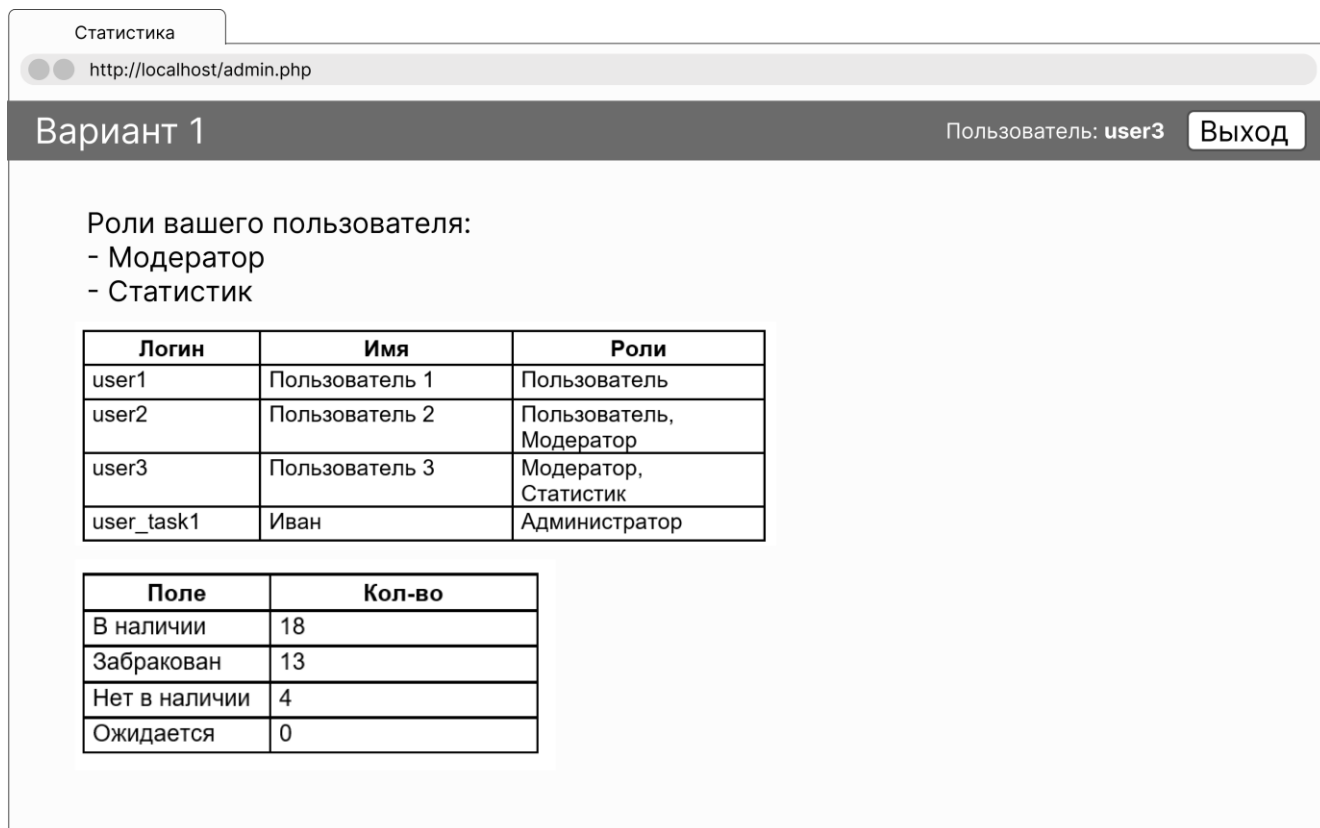 Статистика
http://localhost/admin.php
Вариант 1 Пользователь: user3 Выход
Роли вашего пользователя:
- Модератор
- Статистик
Логин Имя Роли
user1 Пользователь 1 Пользователь
user2 Пользователь 2 Пользователь,
Модератор
user3 Пользователь 3 Модератор,
Статистик
user_task1 Иван Администратор
Поле Кол-во
В наличии 18
Забракован 13
Нет в наличии 4
Ожидается 0